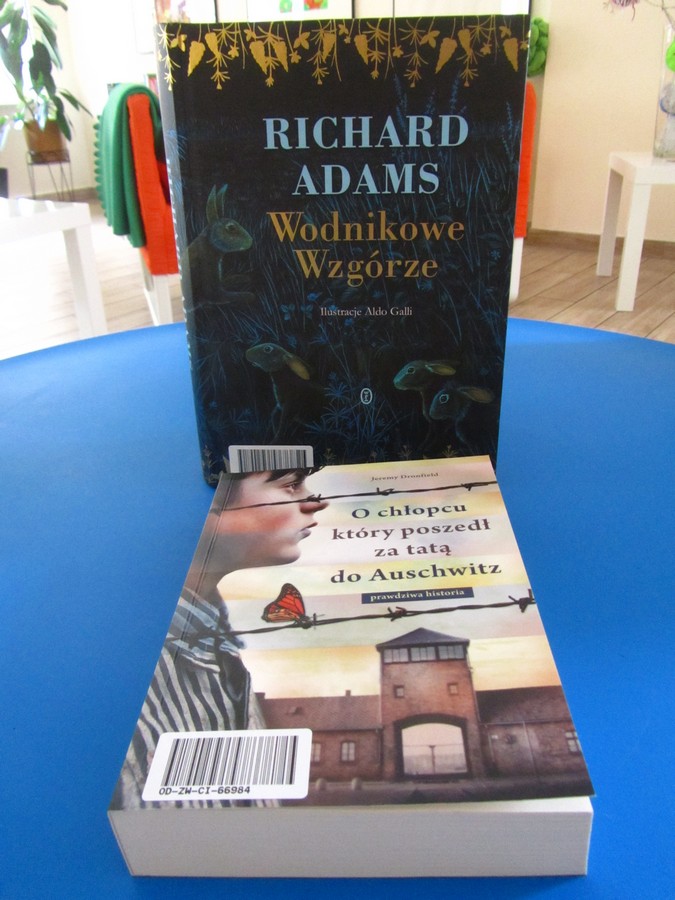 RICHARD
ADAMS
Wodnikowe
Wzgórze
Ilustracje Aldo Galli
Jeremy Dronfield
O chłopcu
który poszedł
za tatą
do Auschwitz
prawdziwa historia
OD-ZW-CI-66984